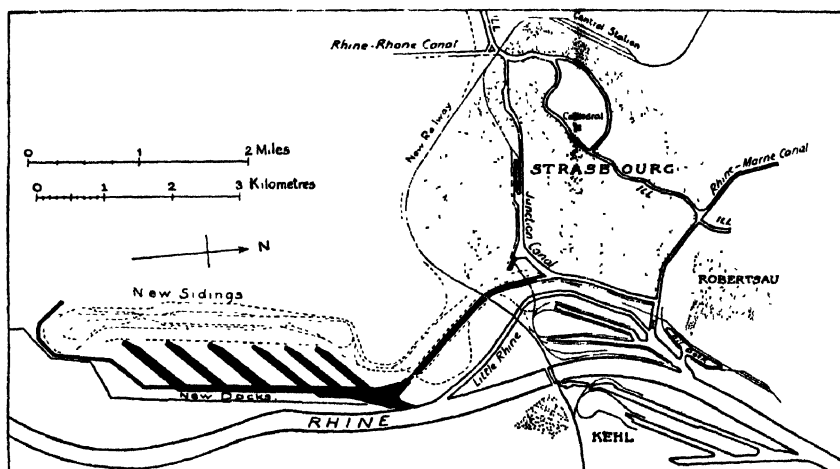 ILL
Central Station
Rhine-Rhone Canal
Cathedral
New Railway
0 1 2 Miles
0 1 2 3 Kilometres
STRASBOURG
Rhine-Marne Canal
ILL
ILL
Junction Canal
N
ROBERTSAU
New Sidings
Little Rhine
New Docks
RHINE
KEHL